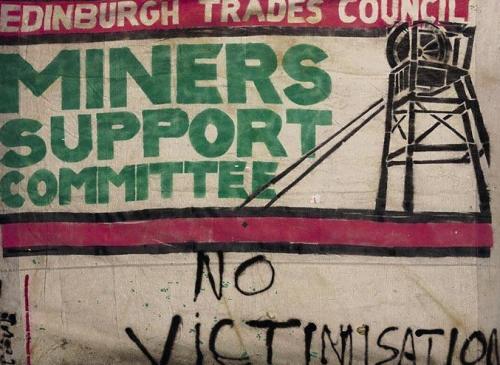 EDINBURGH TRADES COUNCIL
MINERS
SUPPORT
COMMITTEE
NO
VICTIMISATION